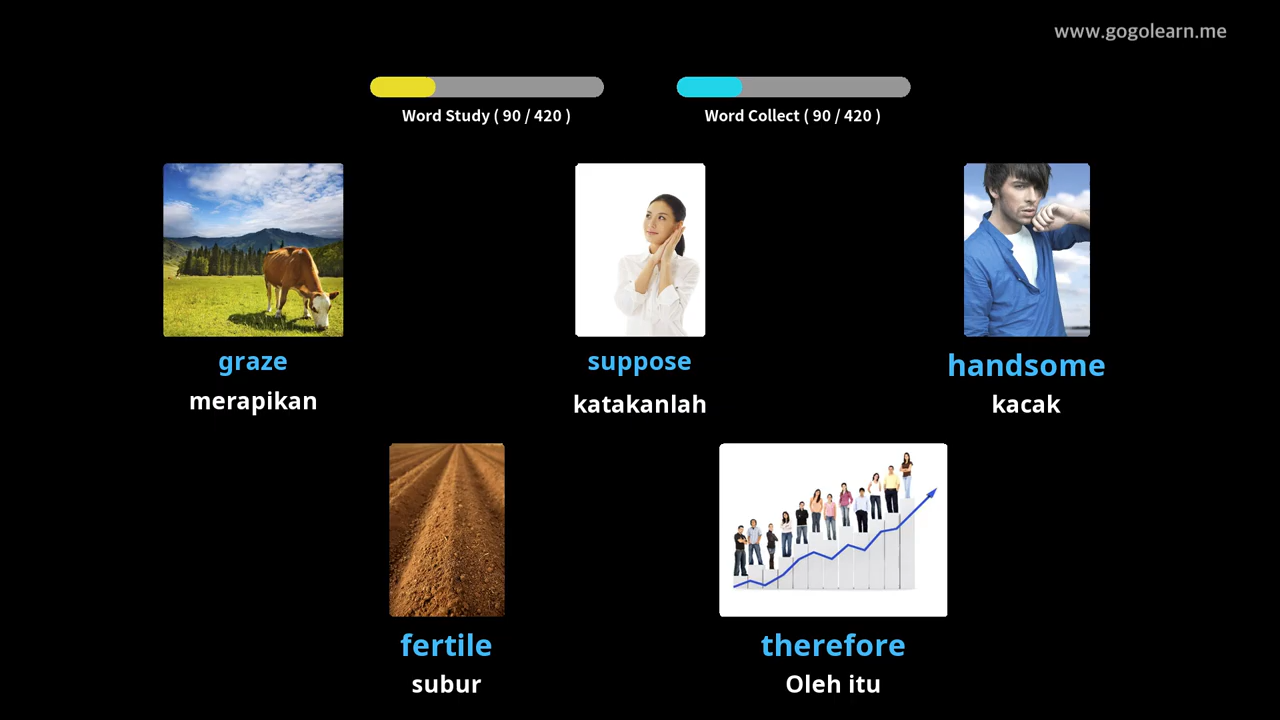 www.gogolearn.me
Word Study ( 90 / 420 )
Word Collect ( 90 / 420 )
graze
merapikan
suppose
katakanlah
handsome
kacak
fertile
subur
therefore
Oleh itu